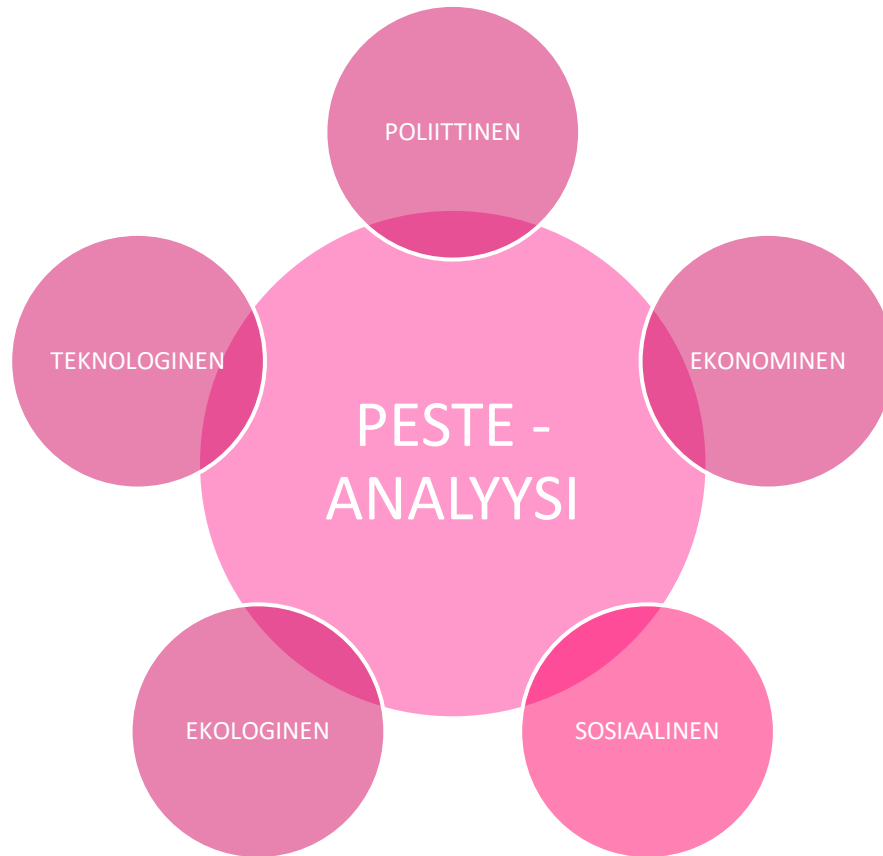 POLIITTINEN
TEKNOLOGINEN
EKONOMINEN
PESTE -
ANALYYSI
EKOLOGINEN
SOSIAALINEN